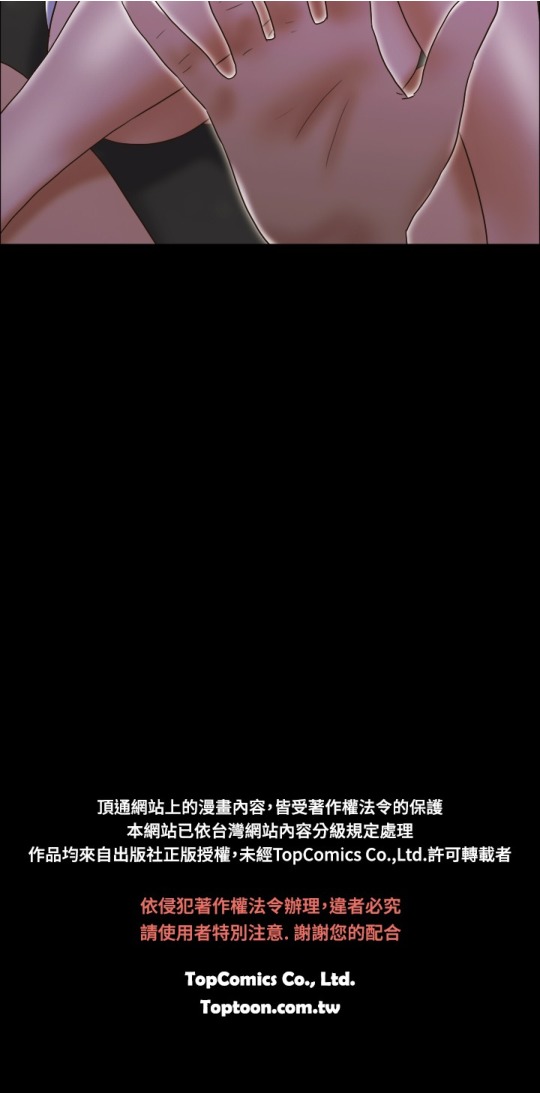 頂通網站上的漫畫內容，皆受著作權法令的保護
本網站已依台灣網站內容分級規定處理
作品均來自出版社正版授權，未經TopComics Co.,Ltd.許可轉載者
依侵犯著作權法令辦理，違者必究
請使用者特別注意. 謝謝您的配合
TopComics Co., Ltd.
Toptoon.com.tw